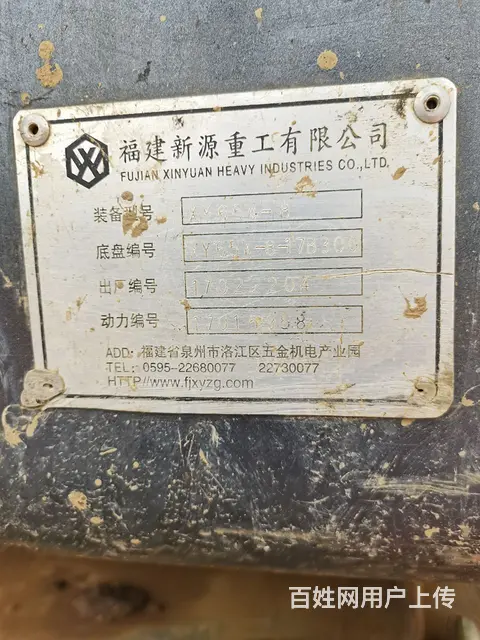 福建新源重工有限公司
FUJIAN XINYUAN HEAVY INDUSTRIES CO.,LTD.
装备型号
底盘编号
出厂编号
动力编号
ADD: 福建省泉州市洛江区五金机电产业园
TEL: 0595-22680077 22730077
HTTP//www.fjxyzg.com
百姓网用户上传